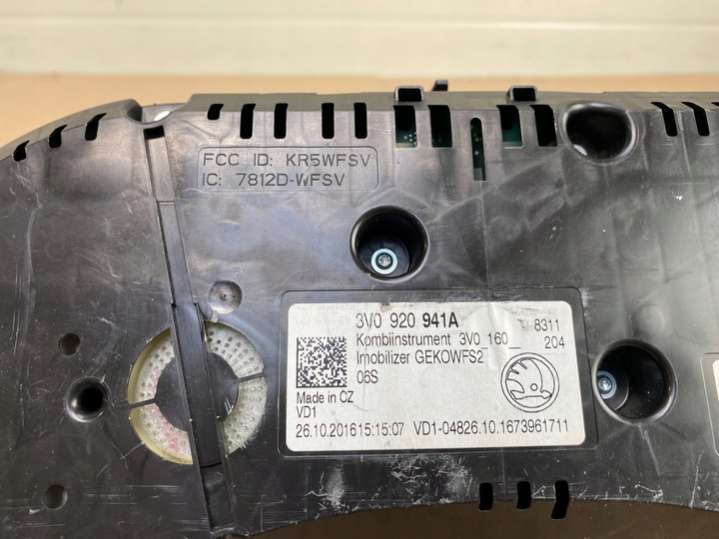 FCC ID: KR5WFSV
IC: 7812D-WFSV
3V0 920 941A 8311
Kombiinstrument 3V0 160_ 204
Imobilizer GEKOWFS2
06S
Made in CZ
VD1
26.10.201615:15:07 VD1-04826.10.1673961711